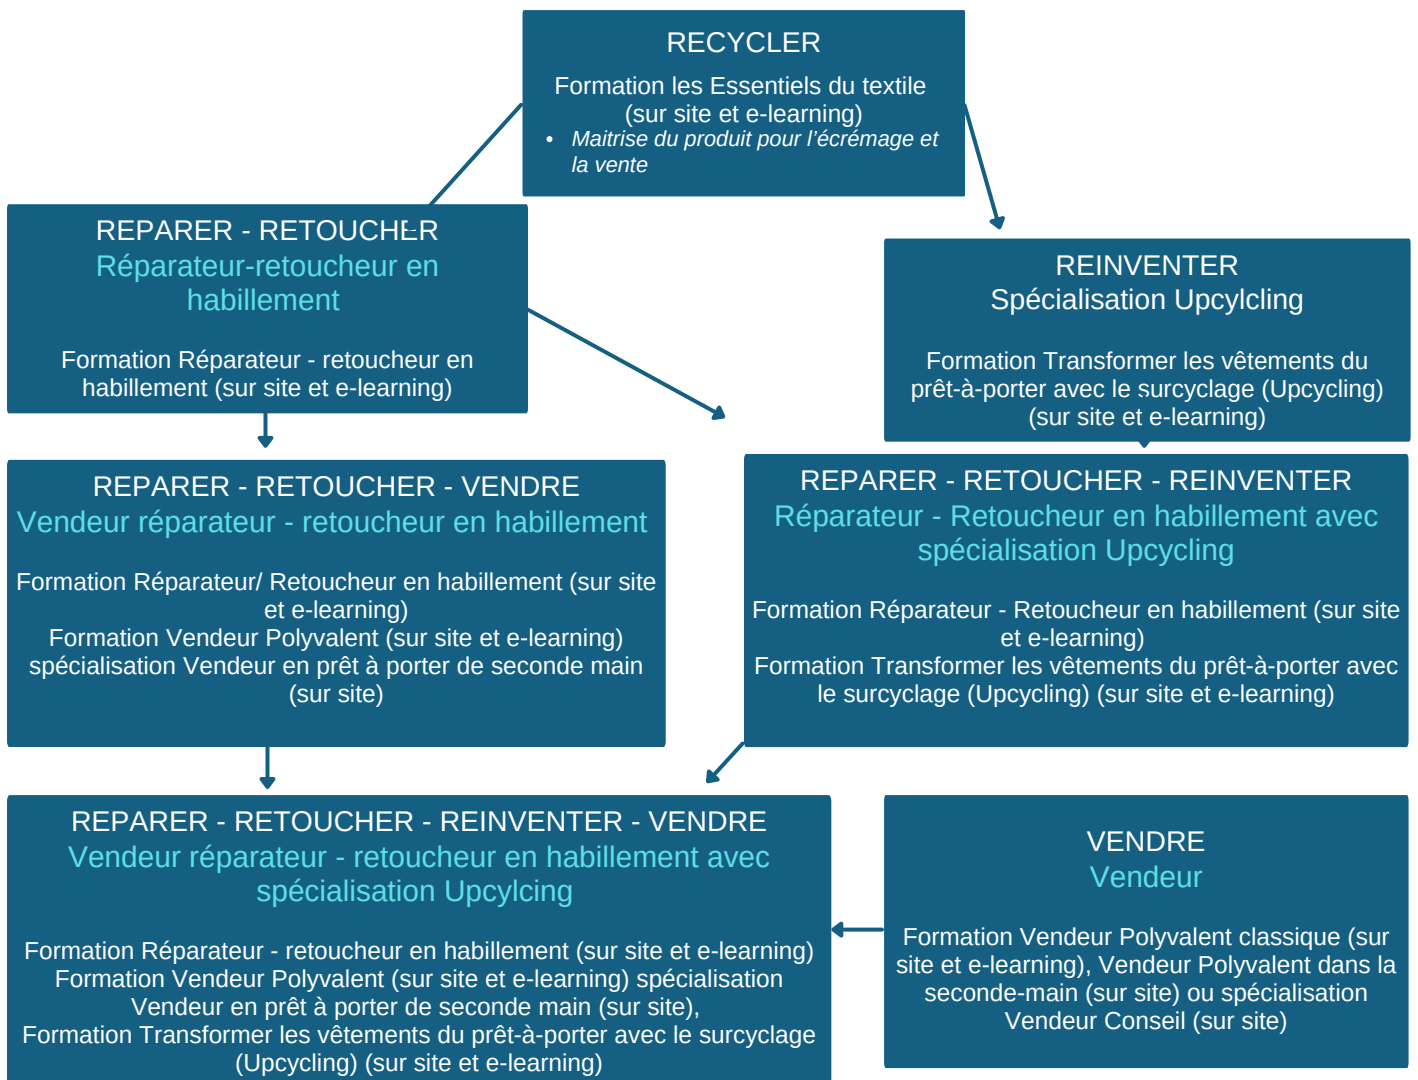 RECYCLER
Formation les Essentiels du textile
(sur site et e-learning)
• Maitrise du produit pour l'écrémage et
la vente
REPARER - RETOUCHER
Réparateur-retoucheur en
habillement
Formation Réparateur - retoucheur en
habillement (sur site et e-learning)
REINVENTER
Spécialisation Upcylcling
Formation Transformer les vêtements du
prêt-à-porter avec le surcyclage (Upcycling)
(sur site et e-learning)
REPARER - RETOUCHER - VENDRE
Vendeur réparateur - retoucheur en habillement
Formation Réparateur/ Retoucheur en habillement (sur site
et e-learning)
Formation Vendeur Polyvalent (sur site et e-learning)
spécialisation Vendeur en prêt à porter de seconde main
(sur site)
REPARER - RETOUCHER - REINVENTER
Réparateur - Retoucheur en habillement avec
spécialisation Upcycling
Formation Réparateur - Retoucheur en habillement (sur site
et e-learning)
Formation Transformer les vêtements du prêt-à-porter avec
le surcyclage (Upcycling) (sur site et e-learning)
REPARER - RETOUCHER - REINVENTER - VENDRE
Vendeur réparateur - retoucheur en habillement avec
spécialisation Upcylcing
Formation Réparateur - retoucheur en habillement (sur site et e-learning)
Formation Vendeur Polyvalent (sur site et e-learning) spécialisation
Vendeur en prêt à porter de seconde main (sur site),
Formation Transformer les vêtements du prêt-à-porter avec le surcyclage
(Upcycling) (sur site et e-learning)
VENDRE
Vendeur
Formation Vendeur Polyvalent classique (sur
site et e-learning), Vendeur Polyvalent dans la
seconde-main (sur site) ou spécialisation
Vendeur Conseil (sur site)